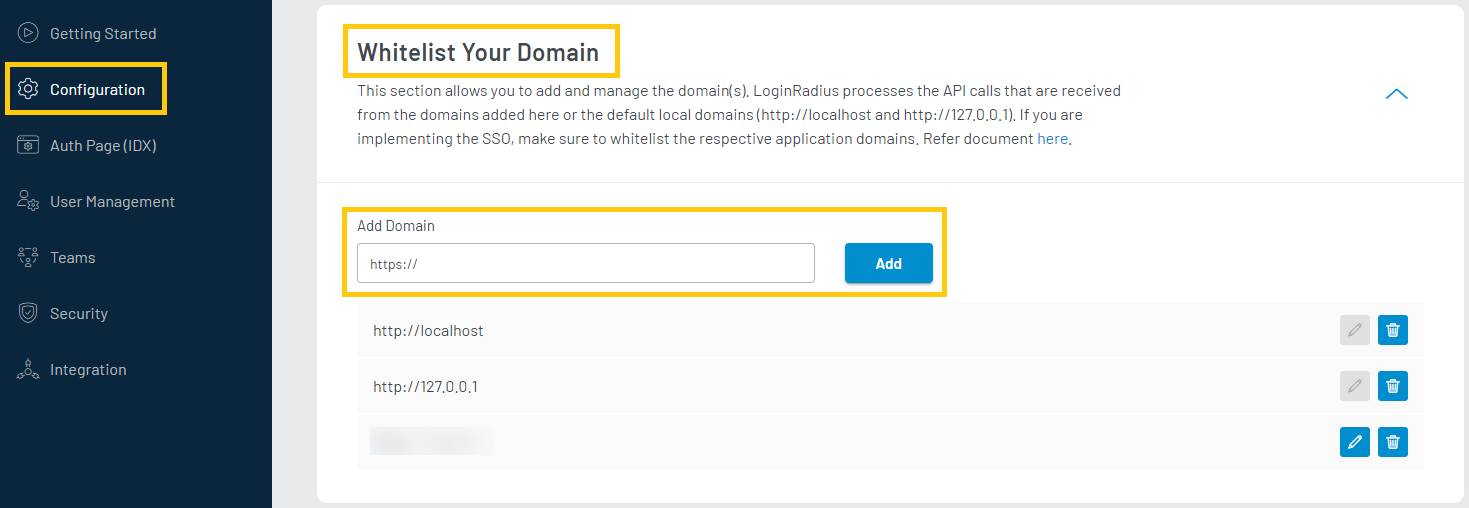 Getting Started
Configuration
Auth Page (IDX)
User Management
Teams
Security
Integration
Whitelist Your Domain
This section allows you to add and manage the domain(s). LoginRadius processes the API calls that are received
from the domains added here or the default local domains (http://localhost and http://127.0.0.1). If you are
implementing the SSO, make sure to whitelist the respective application domains. Refer document here.
Add Domain
https://
Add
http://localhost
http://127.0.0.1